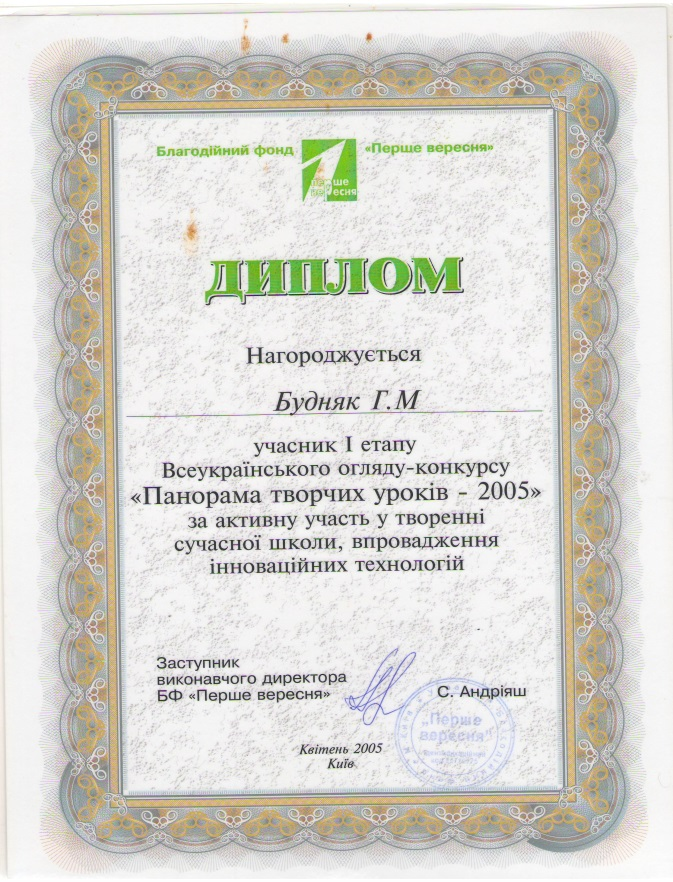 Благодійний фонд «Перше вересня»
перше
вересня
ДИПЛОМ
Нагороджується
Будняк Г.М
учасник І етапу
Всеукраїнського огляду-конкурсу
«Панорама творчих уроків - 2005»
за активну участь у творенні
сучасної школи, впровадження
інноваційних технологій
Заступник
виконавчого директора
БФ «Перше вересня»
С. Андріяш
„Перше
вересня"
Квітень 2005
Київ